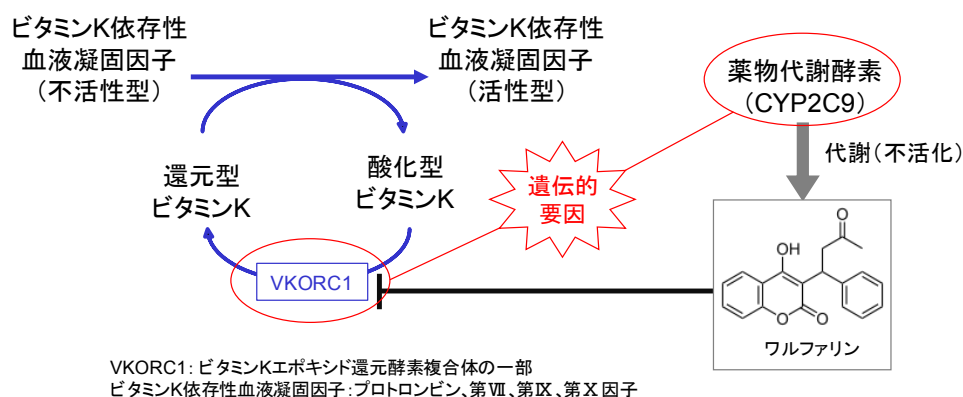 ビタミンK依存性
血液凝固因子
（不活性型）
ビタミンK依存性
血液凝固因子
（活性型）
薬物代謝酵素
（CYP2C9）
代謝（不活化）
還元型
ビタミンK
酸化型
ビタミンK
遺伝的
要因
VKORC1
O
OH
O
O
ワルファリン
VKORC1：ビタミンKエポキシド還元酵素複合体の一部
ビタミンK依存性血液凝固因子：プロトロンビン、第Ⅶ、第Ⅸ、第Ⅹ因子